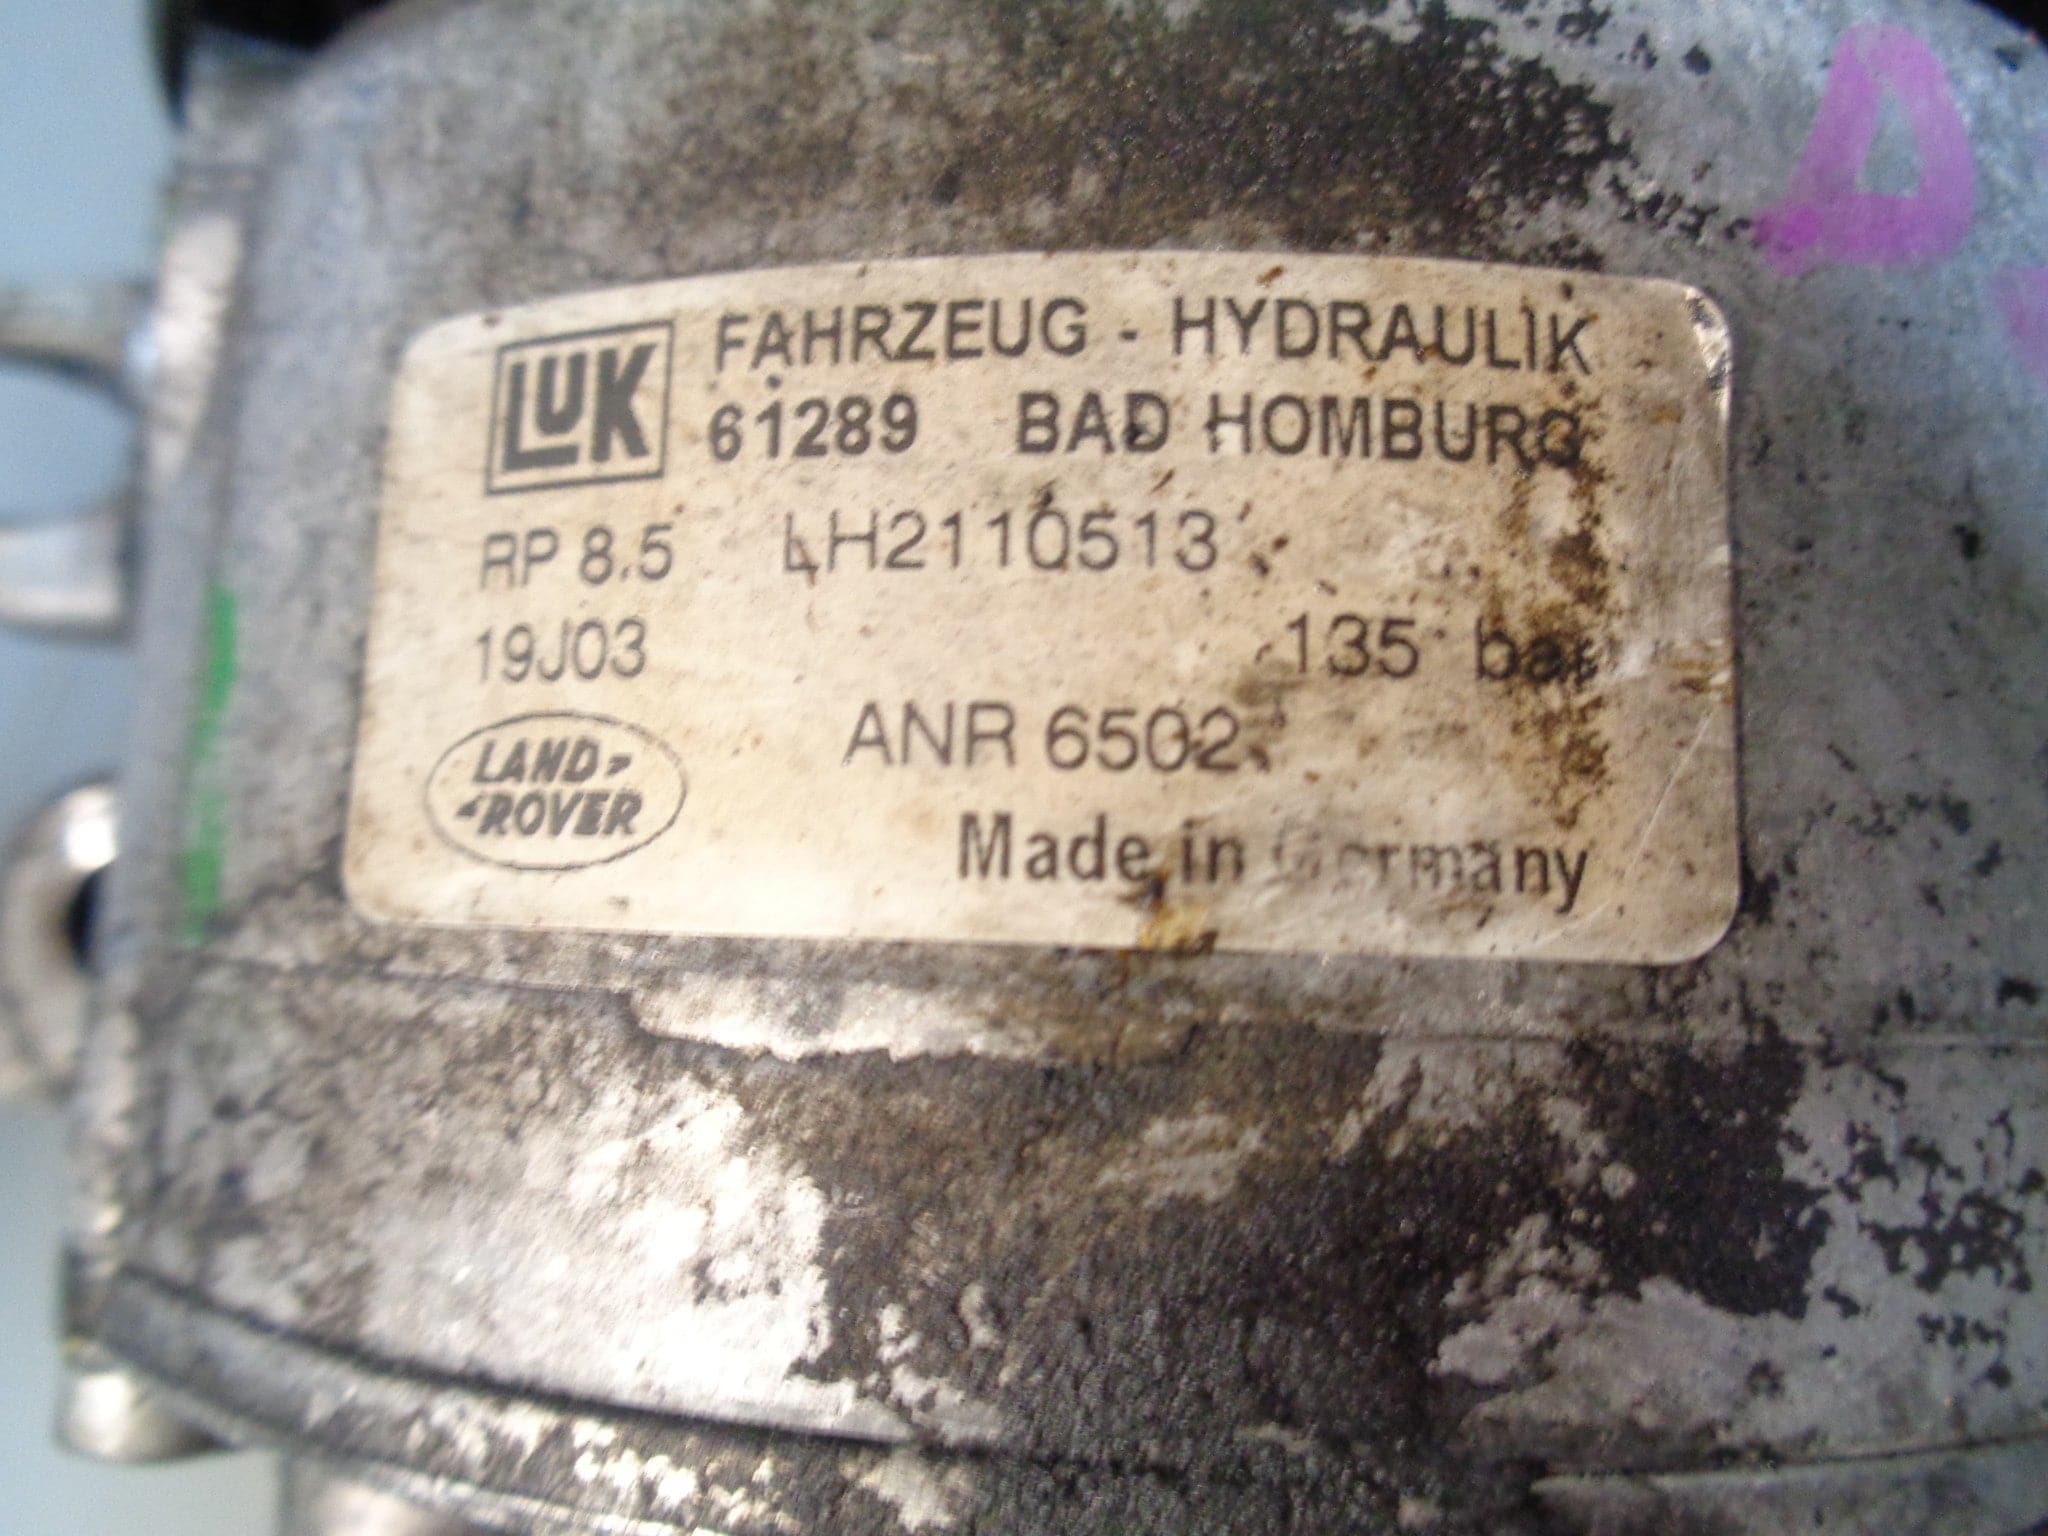 LUK
FAHRZEUG - HYDRAULIK
61289 BAD HOMBURG
RP 8.5 LH2110513
19J03 135 bar
ANR 6502
LAND-
-ROVER
Made in Germany